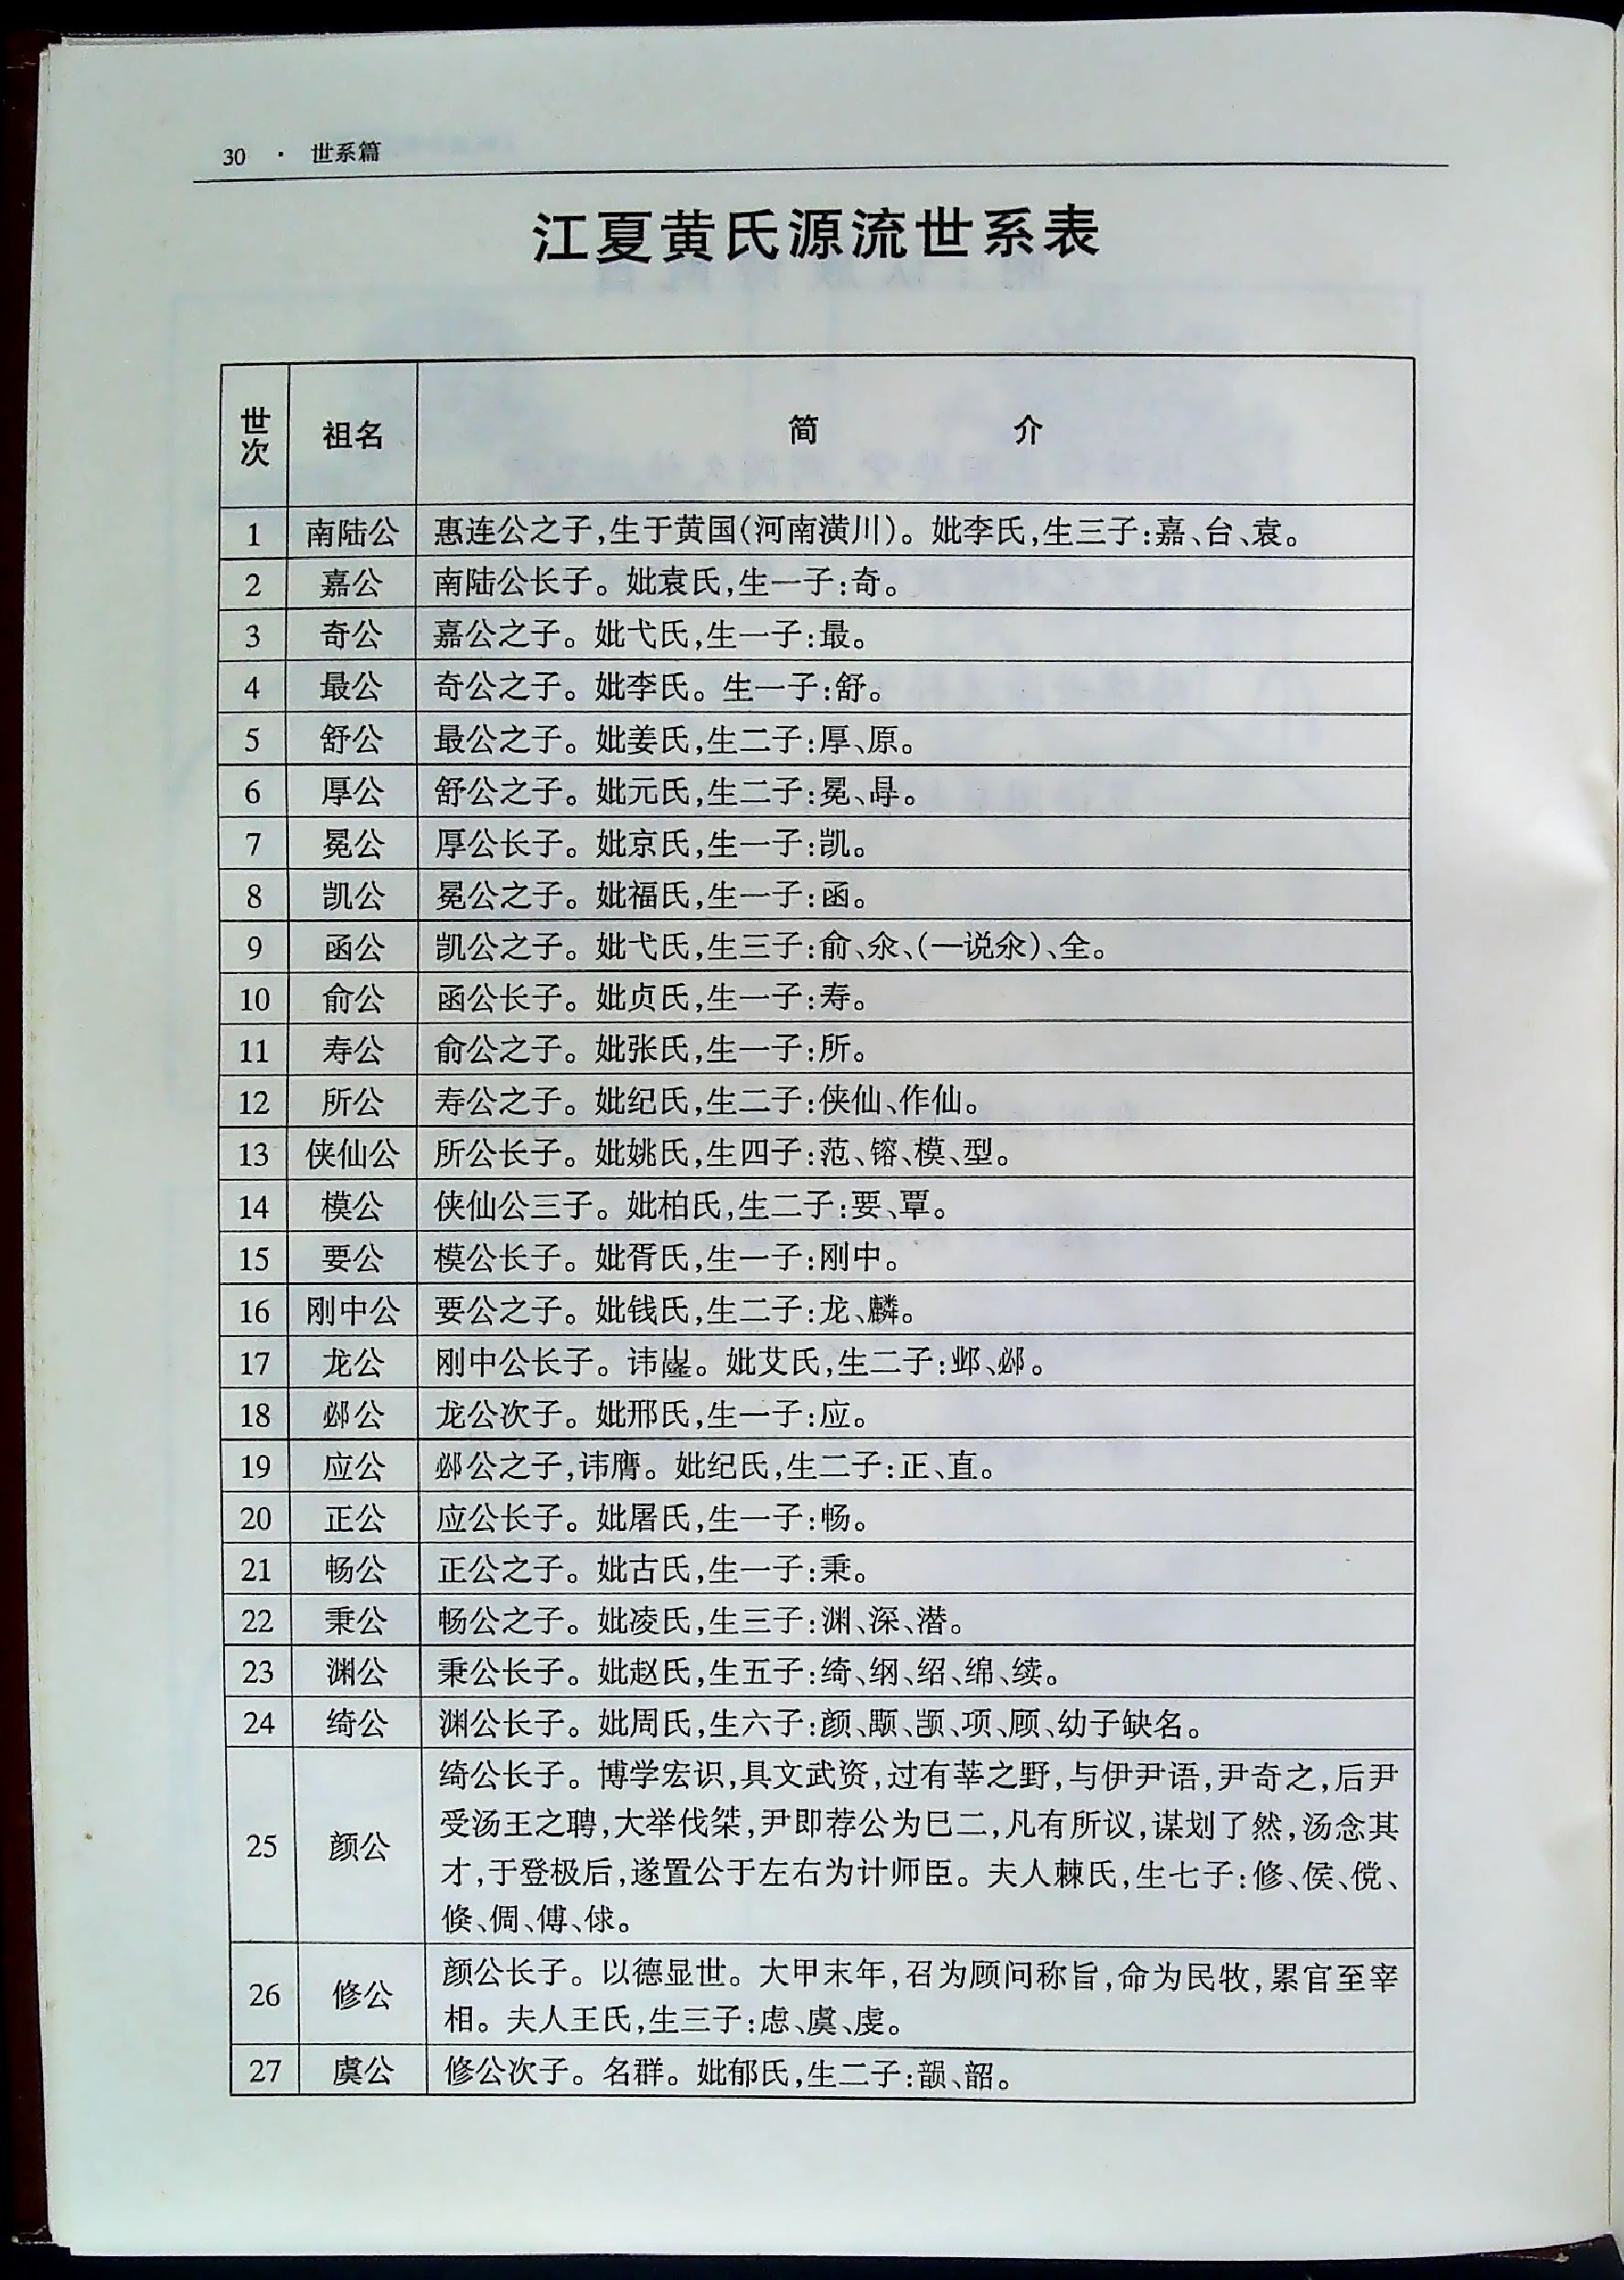 30 · 世系篇
江夏黄氏源流世系表
世次 祖名 简 介
1 南陆公 惠连公之子,生于黄国(河南潢川)。妣李氏,生三子:嘉、台、袁。
2 嘉公 南陆公长子。妣袁氏,生一子:奇。
3 奇公 嘉公之子。妣弋氏,生一子:最。
4 最公 奇公之子。妣李氏。生一子:舒。
5 舒公 最公之子。妣姜氏,生二子:厚、原。
6 厚公 舒公之子。妣元氏,生二子:冕、㝵。
7 冕公 厚公长子。妣京氏,生一子:凯。
8 凯公 冕公之子。妣福氏,生一子:函。
9 函公 凯公之子。妣弋氏,生三子:俞、汆、(一说氽)、全。
10 俞公 函公长子。妣贞氏,生一子:寿。
11 寿公 俞公之子。妣张氏,生一子:所。
12 所公 寿公之子。妣纪氏,生二子:侠仙、作仙。
13 侠仙公 所公长子。妣姚氏,生四子:范、镕、模、型。
14 模公 侠仙公三子。妣柏氏,生二子:要、覃。
15 要公 模公长子。妣胥氏,生一子:刚中。
16 刚中公 要公之子。妣钱氏,生二子:龙、麟。
17 龙公 刚中公长子。讳。妣艾氏,生二子:邺、邲。
18 邲公 龙公次子。妣邢氏,生一子:应。
19 应公 邲公之子,讳膺。妣纪氏,生二子:正、直。
20 正公 应公长子。妣屠氏,生一子:畅。
21 畅公 正公之子。妣古氏,生一子:秉。
22 秉公 畅公之子。妣凌氏,生三子:渊、深、潜。
23 渊公 秉公长子。妣赵氏,生五子:绮、纲、绍、绵、续。
24 绮公 渊公长子。妣周氏,生六子:颜、颙、颛、项、顾、幼子缺名。
25 颜公 绮公长子。博学宏识,具文武资,过有莘之野,与伊尹语,尹奇之,后尹
受汤王之聘,大举伐桀,尹即荐公为巳二,凡有所议,谋划了然,汤念其
才,于登极后,遂置公于左右为计师臣。夫人棘氏,生七子:修、侯、傥、
倏、倜、傅、俅。
26 修公 颜公长子。以德显世。大甲末年,召为顾问称旨,命为民牧,累官至宰
相。夫人王氏,生三子:虑、虞、虔。
27 虞公 修公次子。名群。妣郁氏,生二子:韻、韶。